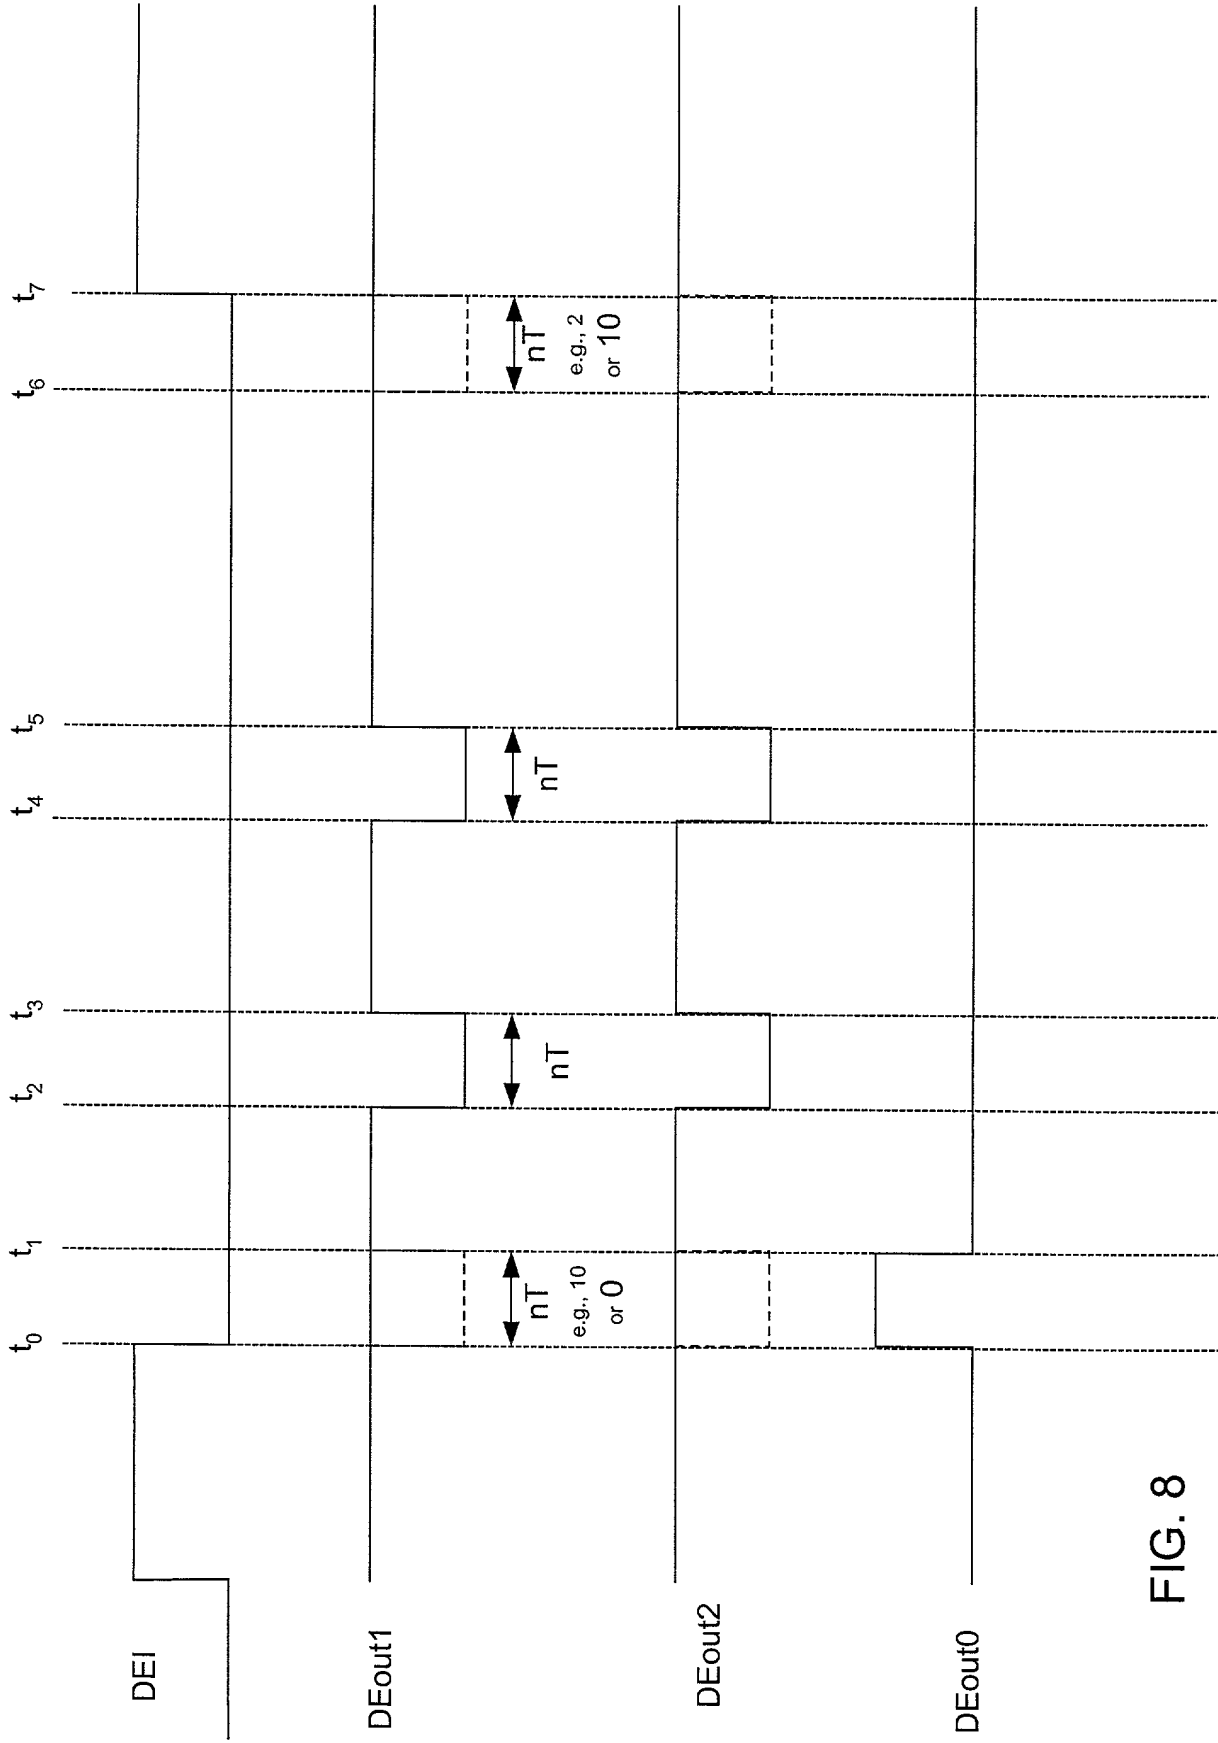 t0 t1 t2 t3 t4 t5 t6 t7
DEI
DEout1
nT
e.g., 10
or 0
nT
nT
nT
e.g., 2
or 10
DEout2
DEout0
FIG. 8